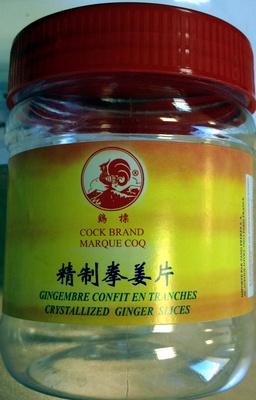 ®
鷄標
COCK BRAND
MARQUE COQ
精制拳姜片
GINGEMBRE CONFIT EN TRANCHES
CRYSTALLIZED GINGER SLICES